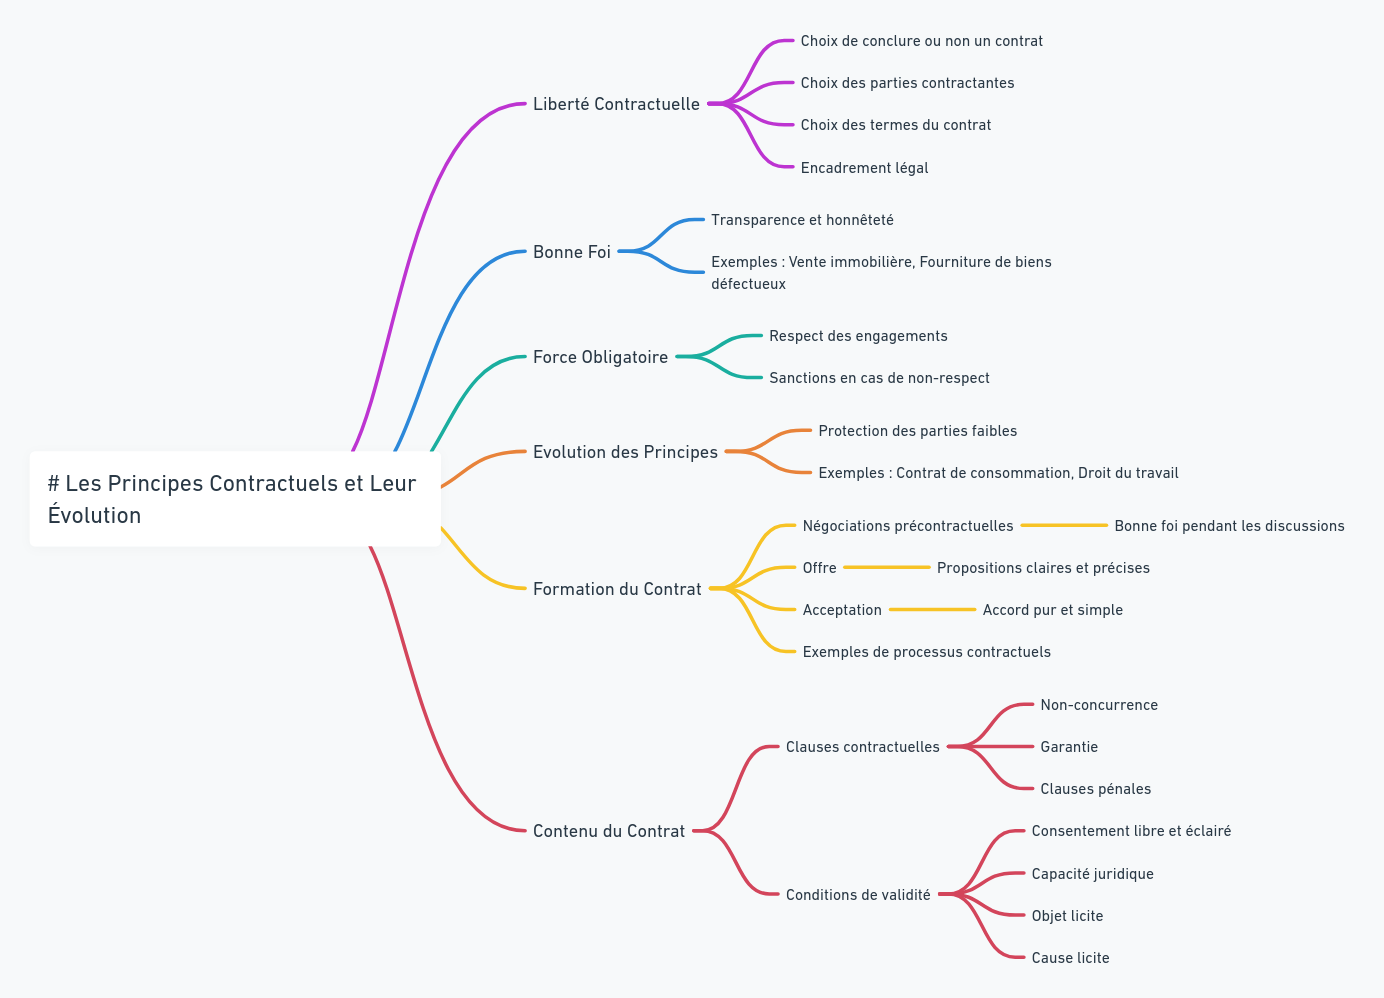 # Les Principes Contractuels et Leur
Évolution
Liberté Contractuelle
Choix de conclure ou non un contrat
Choix des parties contractantes
Choix des termes du contrat
Encadrement légal
Bonne Foi
Transparence et honnêteté
Exemples : Vente immobilière, Fourniture de biens
défectueux
Force Obligatoire
Respect des engagements
Sanctions en cas de non-respect
Evolution des Principes
Protection des parties faibles
Exemples : Contrat de consommation, Droit du travail
Formation du Contrat
Négociations précontractuelles
Bonne foi pendant les discussions
Offre
Propositions claires et précises
Acceptation
Accord pur et simple
Exemples de processus contractuels
Contenu du Contrat
Clauses contractuelles
Non-concurrence
Garantie
Clauses pénales
Conditions de validité
Consentement libre et éclairé
Capacité juridique
Objet licite
Cause licite